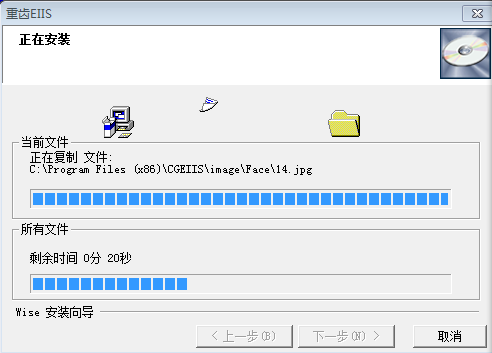 重齿EIIS
正在安装
当前文件
正在复制 文件:
C:\Program Files (x86)\CGEIIS\image\Face\14.jpg
所有文件
剩余时间 0分 20秒
Wise 安装向导
< 上一步(B)
下一步(N) >
取消